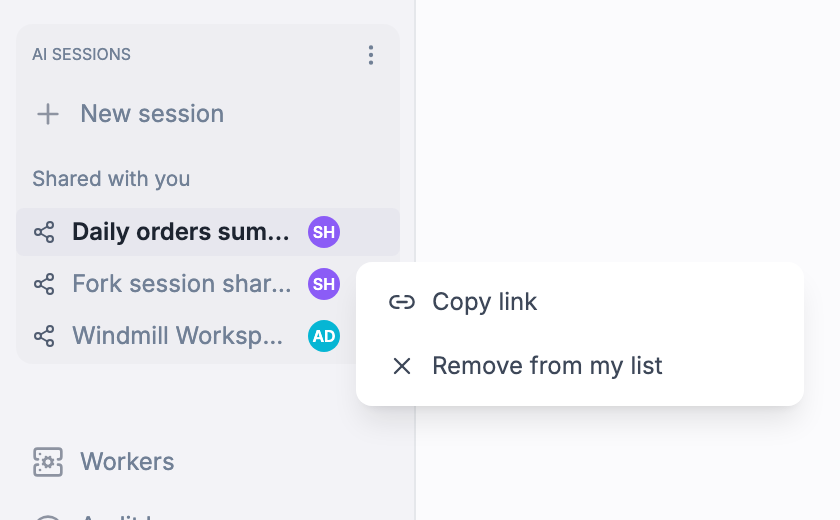 AI SESSIONS
New session
Shared with you
Daily orders sum... SH
Fork session shar... SH
Windmill Worksp... AD
Copy link
Remove from my list
Workers